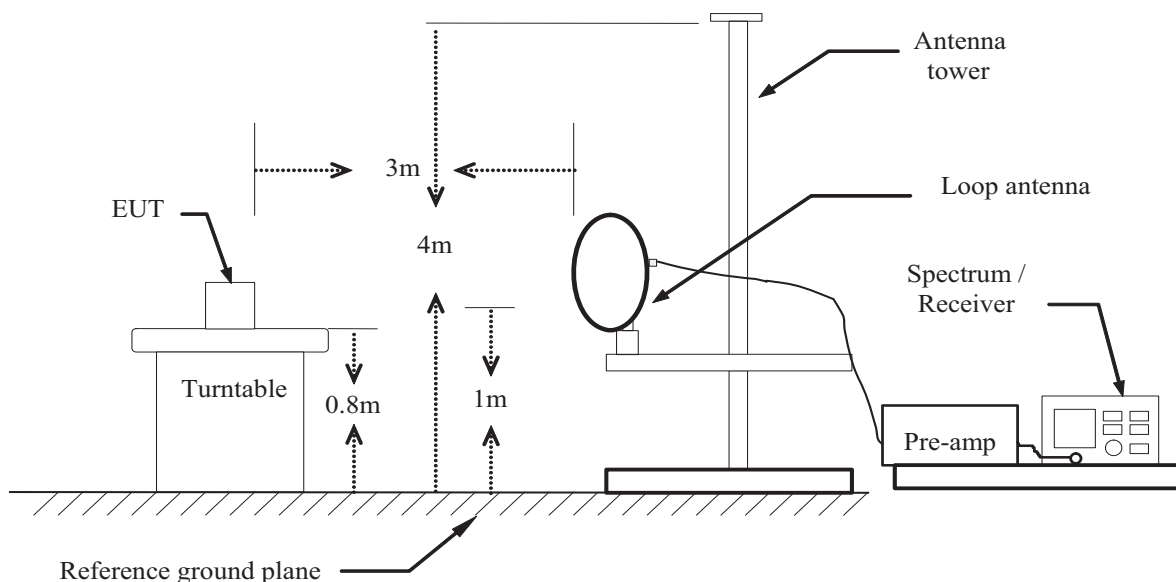 Antenna
tower
3m
Loop antenna
EUT
4m
Spectrum /
Receiver
Turntable
0.8m
1m
Pre-amp
Reference ground plane